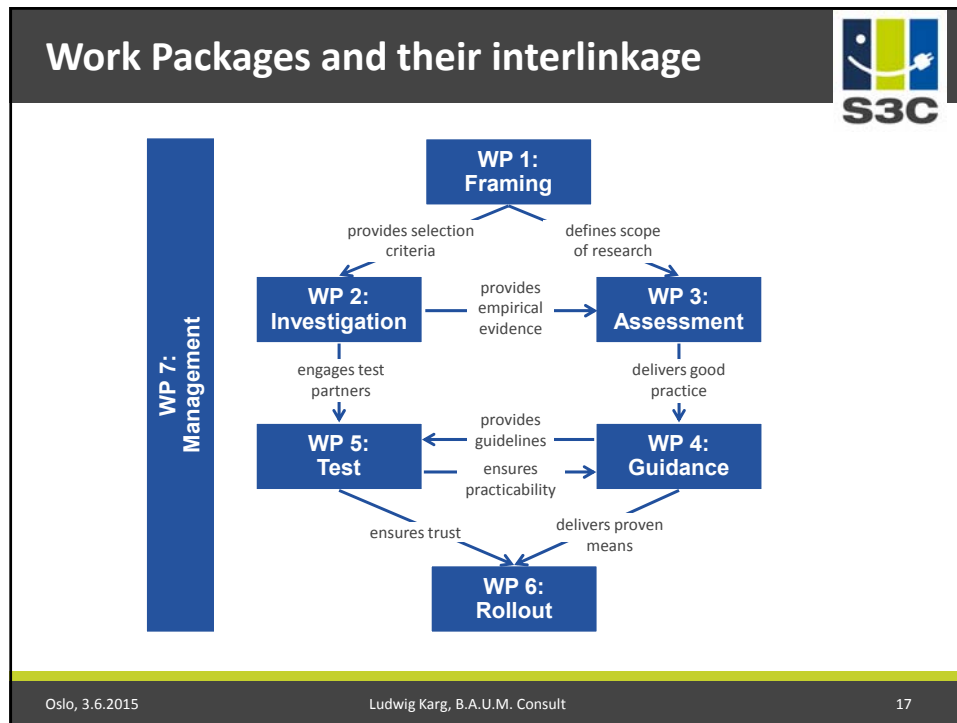 Work Packages and their interlinkage
S3C
WP 1:
Framing
provides selection
criteria
defines scope
of research
WP 7:
Management
WP 2:
Investigation
provides
empirical
evidence
WP 3:
Assessment
engages test
partners
delivers good
practice
WP 5:
Test
provides
guidelines
ensures
practicability
WP 4:
Guidance
ensures trust
delivers proven
means
WP 6:
Rollout
Oslo, 3.6.2015
Ludwig Karg, B.A.U.M. Consult
17